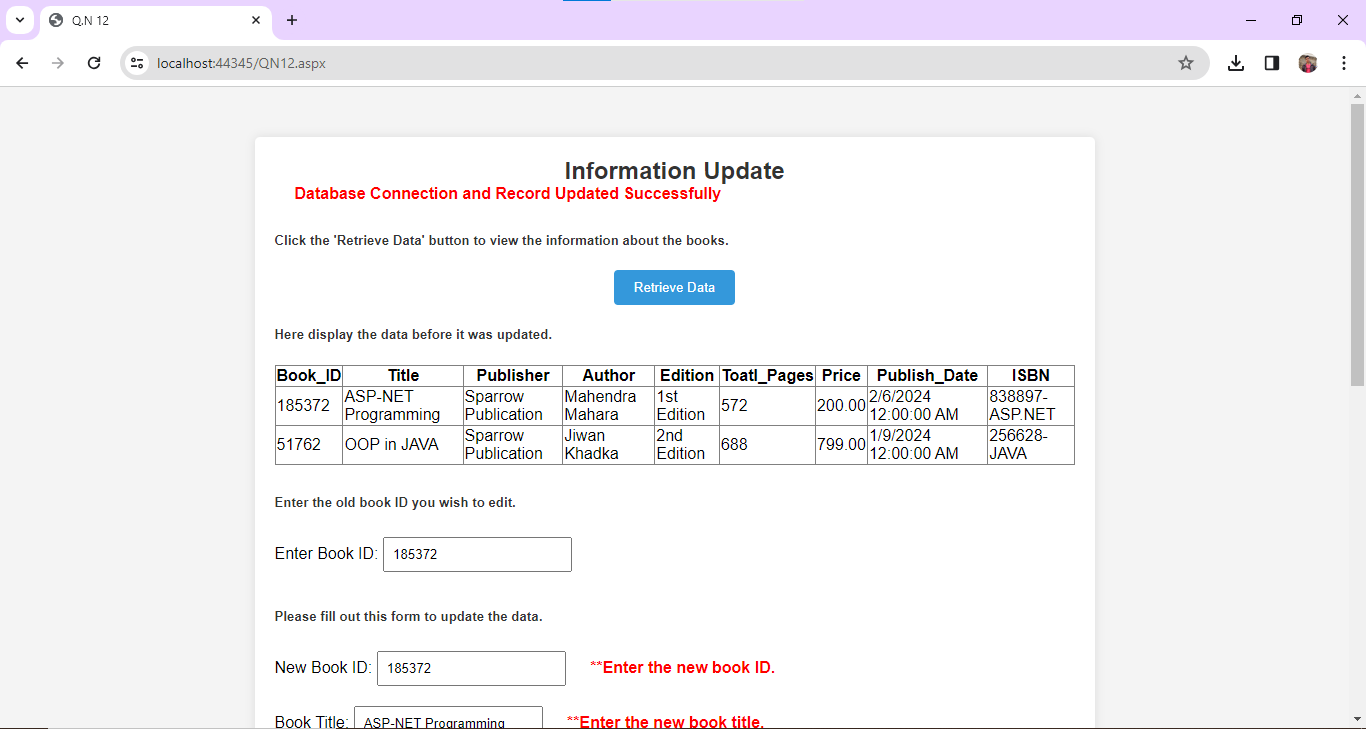 Q.N 12
localhost:44345/QN12.aspx
Information Update
Database Connection and Record Updated Successfully
Click the 'Retrieve Data' button to view the information about the books.
Retrieve Data
Here display the data before it was updated.
Book_ID Title Publisher Author Edition Toatl_Pages Price Publish_Date ISBN
185372 ASP-NET Programming Sparrow Publication Mahendra Mahara 1st Edition 572 200.00 2/6/2024 12:00:00 AM 838897-ASP.NET
51762 OOP in JAVA Sparrow Publication Jiwan Khadka 2nd Edition 688 799.00 1/9/2024 12:00:00 AM 256628-JAVA
Enter the old book ID you wish to edit.
Enter Book ID: 185372
Please fill out this form to update the data.
New Book ID: 185372 **Enter the new book ID.
Book Title: ASP-NET Programming **Enter the new book title.